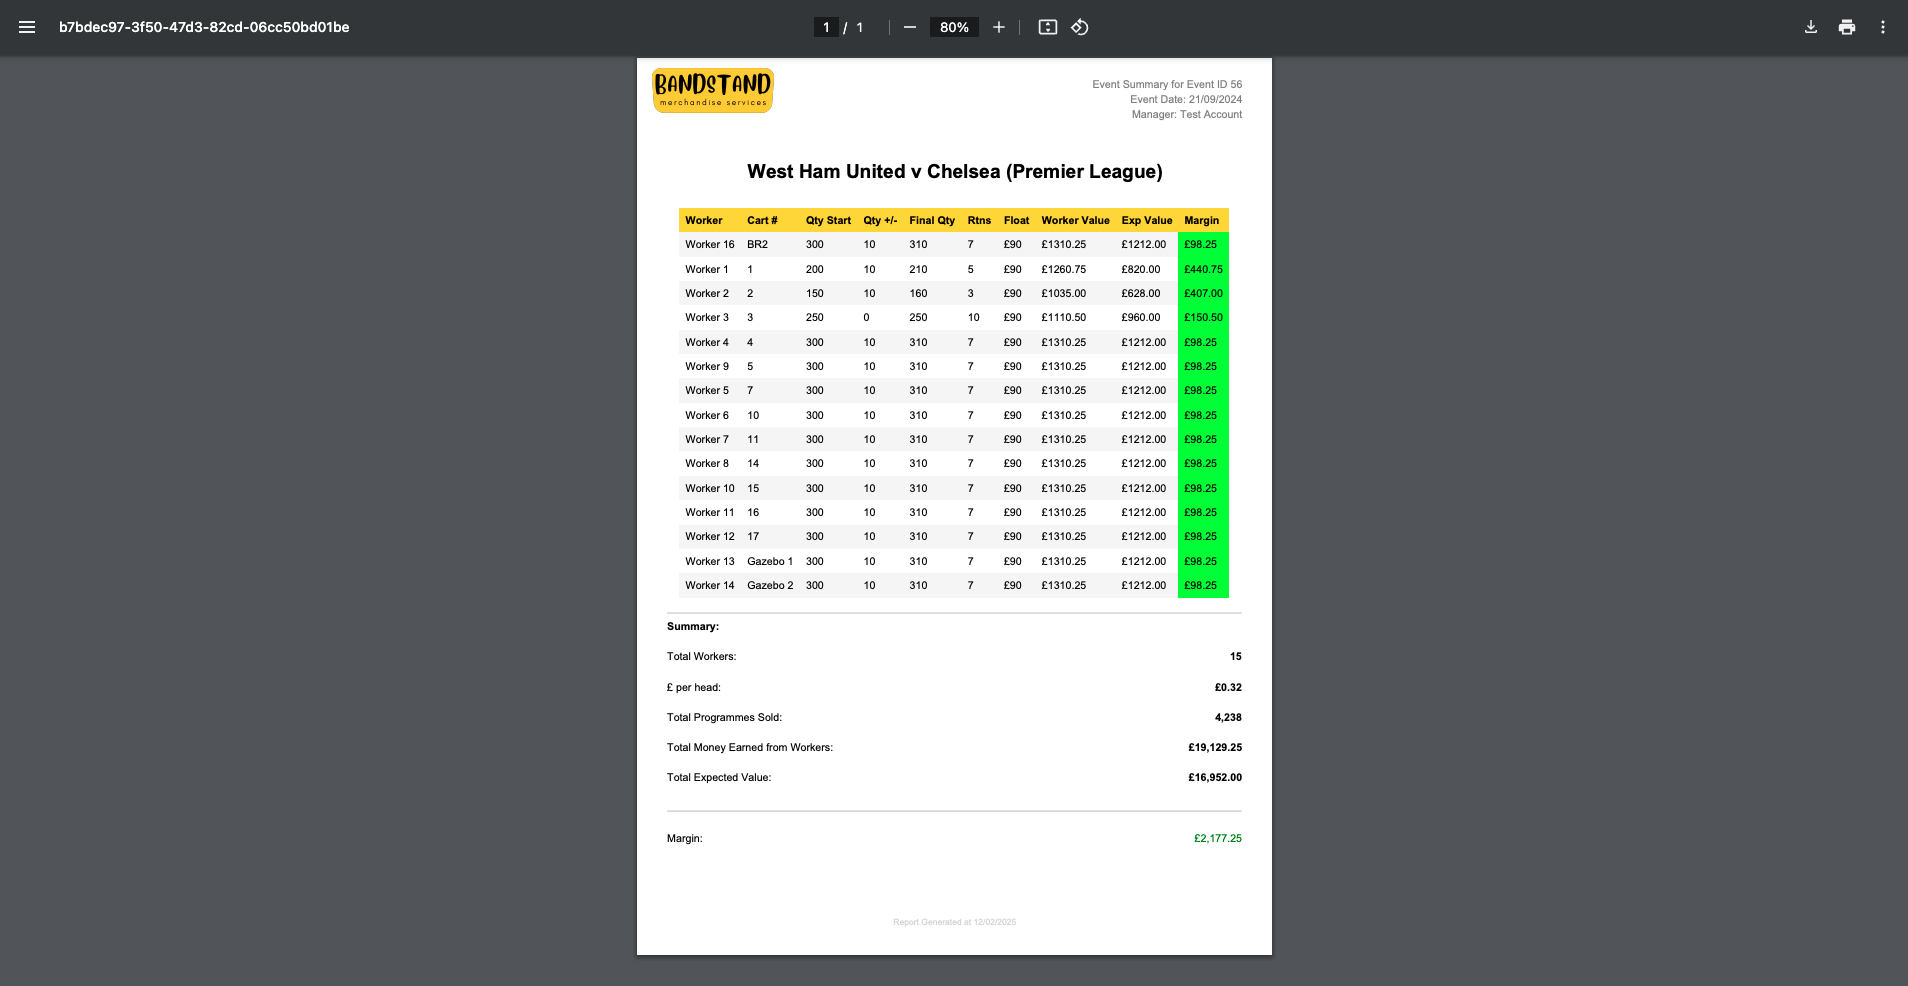 b7bdec97-3f50-47d3-82cd-06cc50bd01be 1 / 1 80%
BANDSTAND
merchandise services
Event Summary for Event ID 56
Event Date: 21/09/2024
Manager: Test Account
West Ham United v Chelsea (Premier League)
Worker Cart # Qty Start Qty +/- Final Qty Rtns Float Worker Value Exp Value Margin
Worker 16 BR2 300 10 310 7 £90 £1310.25 £1212.00 £98.25
Worker 1 1 200 10 210 5 £90 £1260.75 £820.00 £440.75
Worker 2 2 150 10 160 3 £90 £1035.00 £628.00 £407.00
Worker 3 3 250 0 250 10 £90 £1110.50 £960.00 £150.50
Worker 4 4 300 10 310 7 £90 £1310.25 £1212.00 £98.25
Worker 9 5 300 10 310 7 £90 £1310.25 £1212.00 £98.25
Worker 5 7 300 10 310 7 £90 £1310.25 £1212.00 £98.25
Worker 6 10 300 10 310 7 £90 £1310.25 £1212.00 £98.25
Worker 7 11 300 10 310 7 £90 £1310.25 £1212.00 £98.25
Worker 8 14 300 10 310 7 £90 £1310.25 £1212.00 £98.25
Worker 10 15 300 10 310 7 £90 £1310.25 £1212.00 £98.25
Worker 11 16 300 10 310 7 £90 £1310.25 £1212.00 £98.25
Worker 12 17 300 10 310 7 £90 £1310.25 £1212.00 £98.25
Worker 13 Gazebo 1 300 10 310 7 £90 £1310.25 £1212.00 £98.25
Worker 14 Gazebo 2 300 10 310 7 £90 £1310.25 £1212.00 £98.25
Summary:
Total Workers: 15
£ per head: £0.32
Total Programmes Sold: 4,238
Total Money Earned from Workers: £19,129.25
Total Expected Value: £16,952.00
Margin: £2,177.25
Report Generated at 12/02/2025